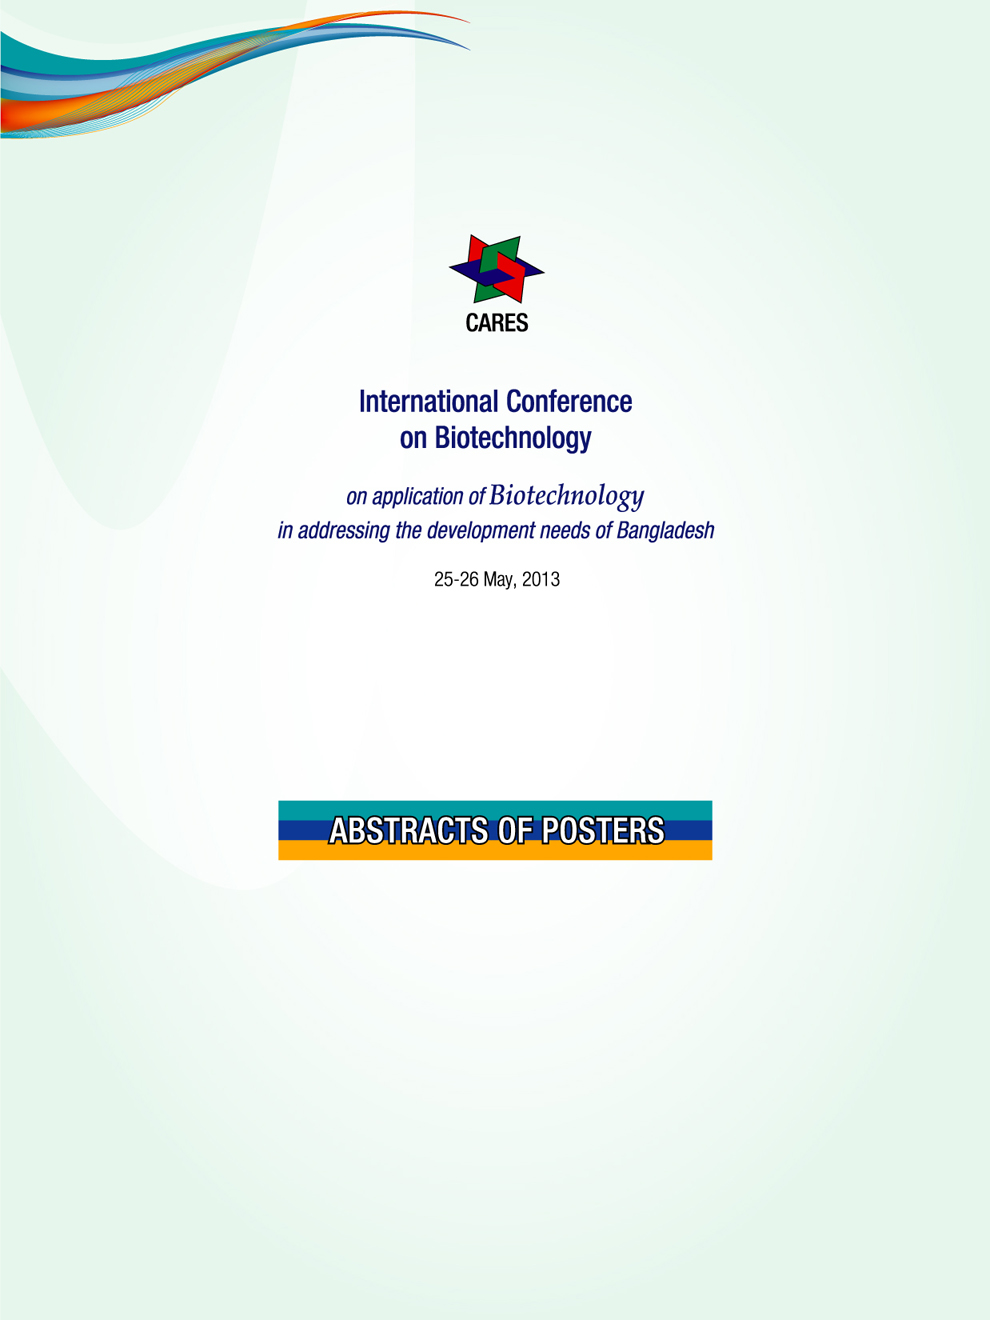 CARES
International Conference
on Biotechnology
on application of Biotechnology
in addressing the development needs of Bangladesh
25-26 May, 2013
ABSTRACTS OF POSTERS